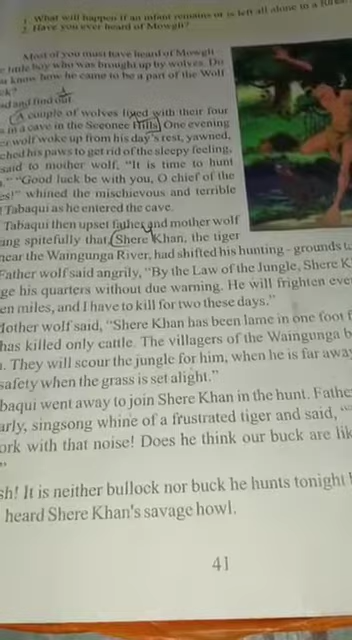 1. What will happen if an infant remains or is left all alone in a
2. Have you ever heard of Mowgli?
Most of you must have heard of Mowgli -
little boy who was brought up by wolves. Do
know how he came to be a part of the Wolf
ck?
ad and find out
A couple of wolves lived with their four
s in a cave in the Seeonee Hills. One evening
er wolf woke up from his day's rest, yawned,
ched his paws to get rid of the sleepy feeling,
said to mother wolf, "It is time to hunt
." "Good luck be with you, O chief of the
es!" whined the mischievous and terrible
Tabaqui as he entered the cave.
Tabaqui then upset father and mother wolf
ang spitefully that Shere Khan, the tiger
near the Waingunga River, had shifted his hunting - grounds to
Father wolf said angrily, "By the Law of the Jungle, Shere K
ge his quarters without due warning. He will frighten eve
en miles, and I have to kill for two these days."
Mother wolf said, "Shere Khan has been lame in one foot f
has killed only cattle. The villagers of the Waingunga b
. They will scour the jungle for him, when he is far away
safety when the grass is set alight."
baqui went away to join Shere Khan in the hunt. Fathe
arly, singsong whine of a frustrated tiger and said, "
ork with that noise! Does he think our buck are lik
"
sh! It is neither bullock nor buck he hunts tonight
heard Shere Khan's savage howl.
41